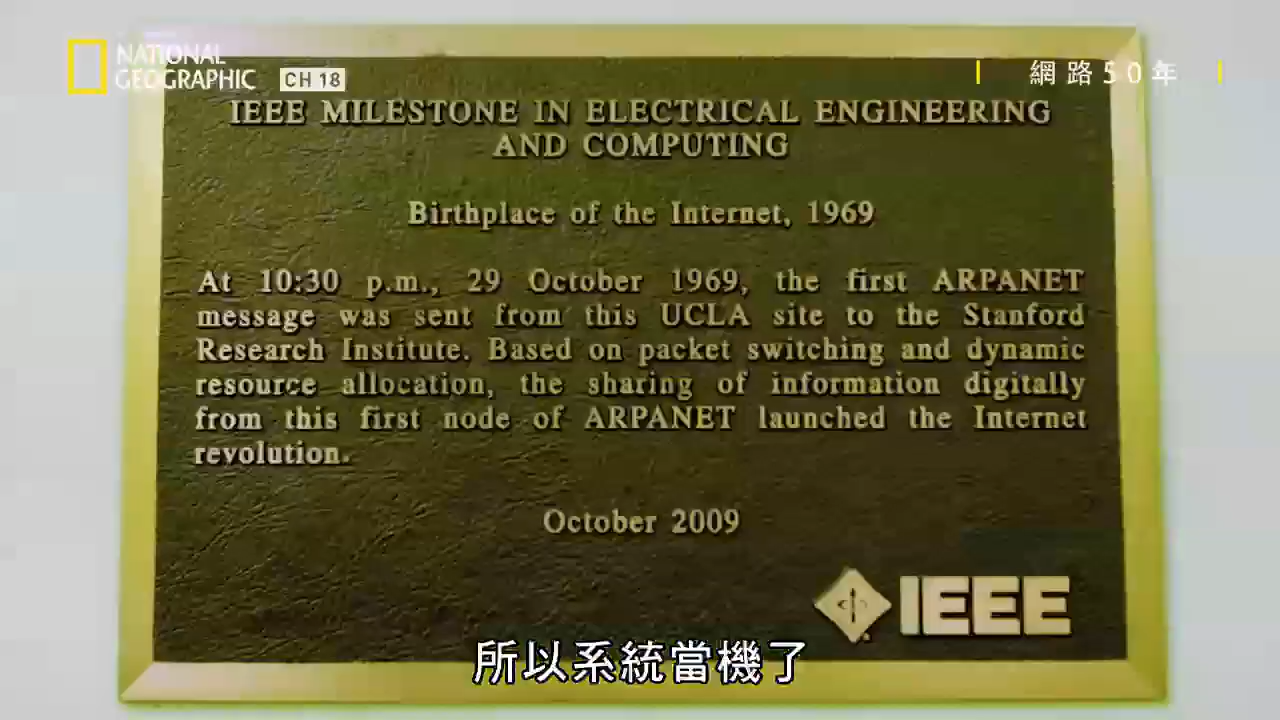 NATIONAL
GEOGRAPHIC CH 18
網路50年
IEEE MILESTONE IN ELECTRICAL ENGINEERING
AND COMPUTING
Birthplace of the Internet, 1969
At 10:30 p.m., 29 October 1969, the first ARPANET
message was sent from this UCLA site to the Stanford
Research Institute. Based on packet switching and dynamic
resource allocation, the sharing of information digitally
from this first node of ARPANET launched the Internet
revolution.
October 2009
IEEE
所以系統當機了